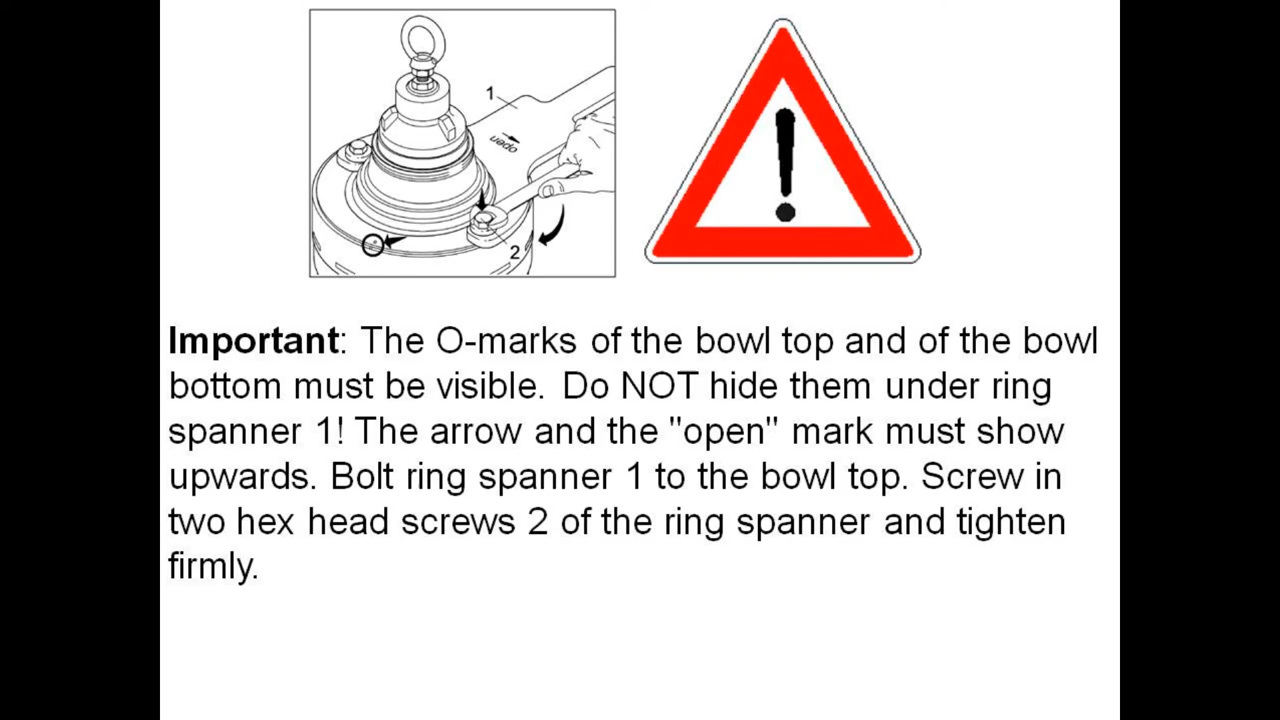 1
open
2
Important: The O-marks of the bowl top and of the bowl
bottom must be visible. Do NOT hide them under ring
spanner 1! The arrow and the "open" mark must show
upwards. Bolt ring spanner 1 to the bowl top. Screw in
two hex head screws 2 of the ring spanner and tighten
firmly.